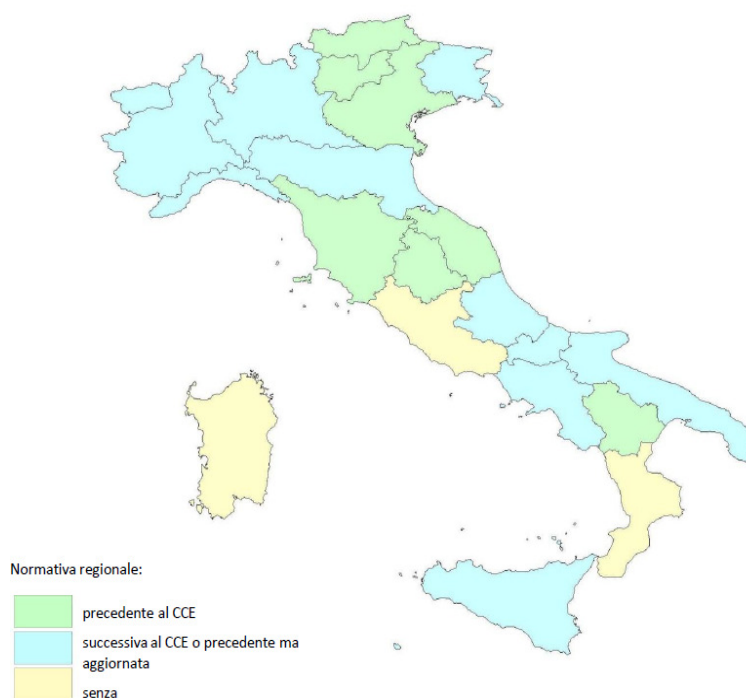 Normativa regionale:
precedente al CCE
successiva al CCE o precedente ma
aggiornata
senza